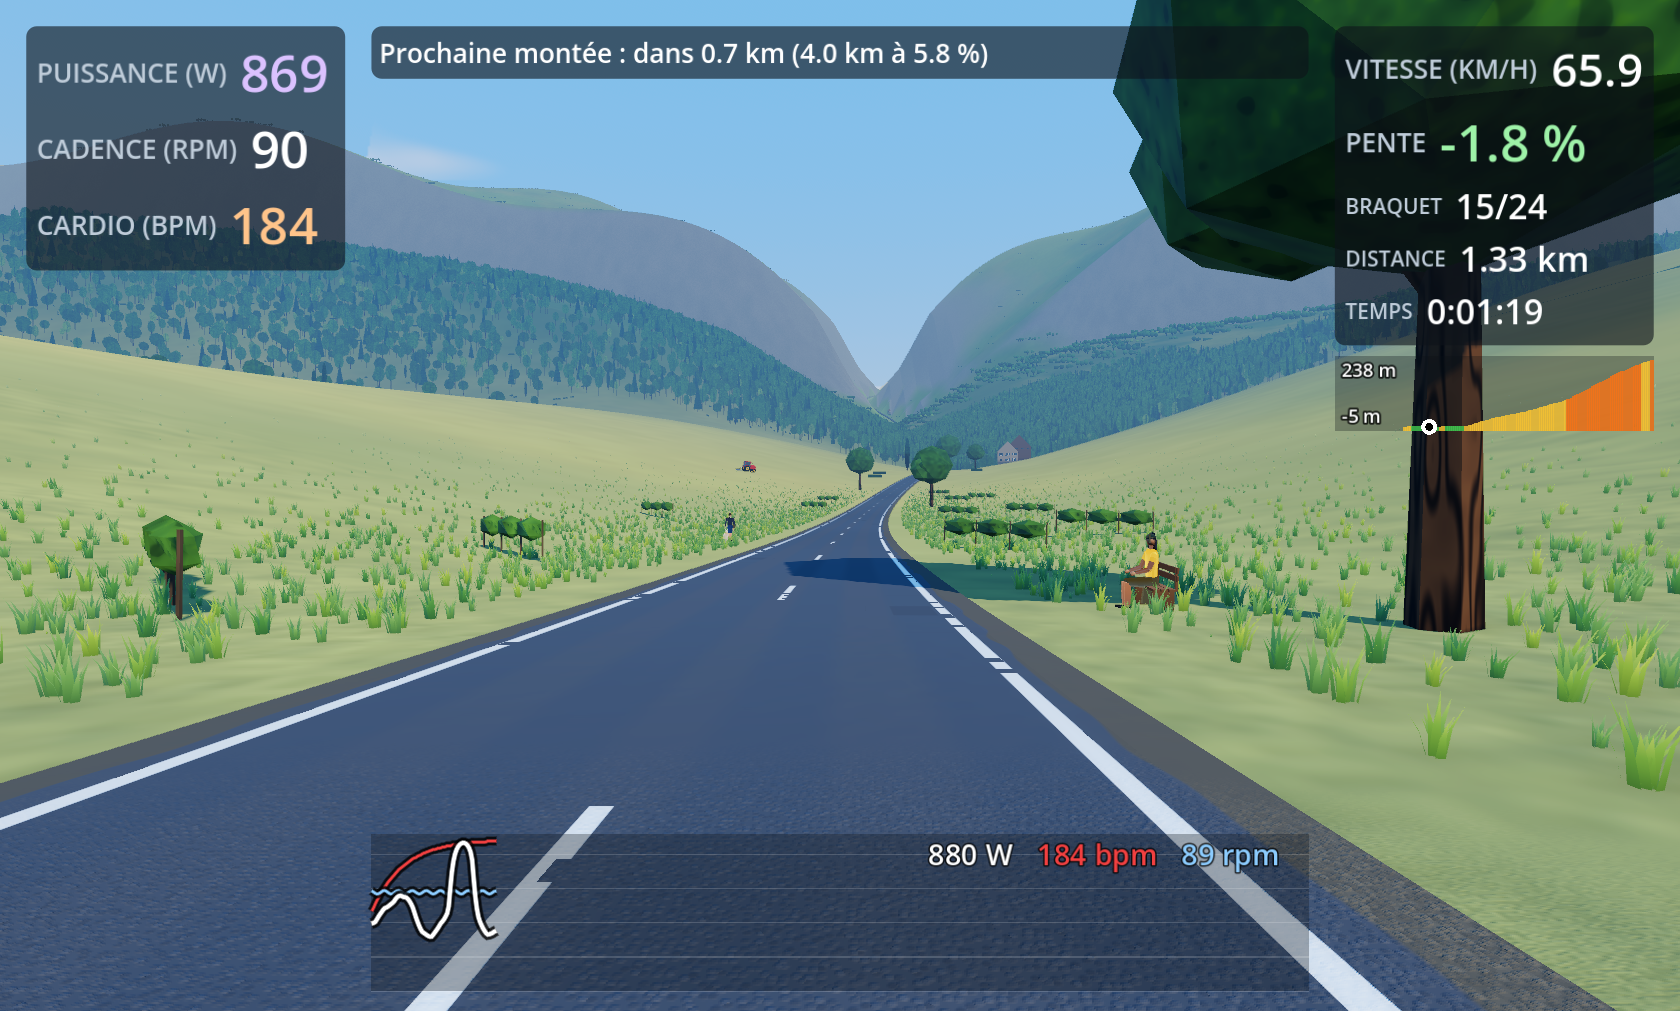 PUISSANCE (W) 869
CADENCE (RPM) 90
CARDIO (BPM) 184
Prochaine montée : dans 0.7 km (4.0 km à 5.8 %)
VITESSE (KM/H) 65.9
PENTE -1.8 %
BRAQUET 15/24
DISTANCE 1.33 km
TEMPS 0:01:19
238 m
-5 m
880 W 184 bpm 89 rpm